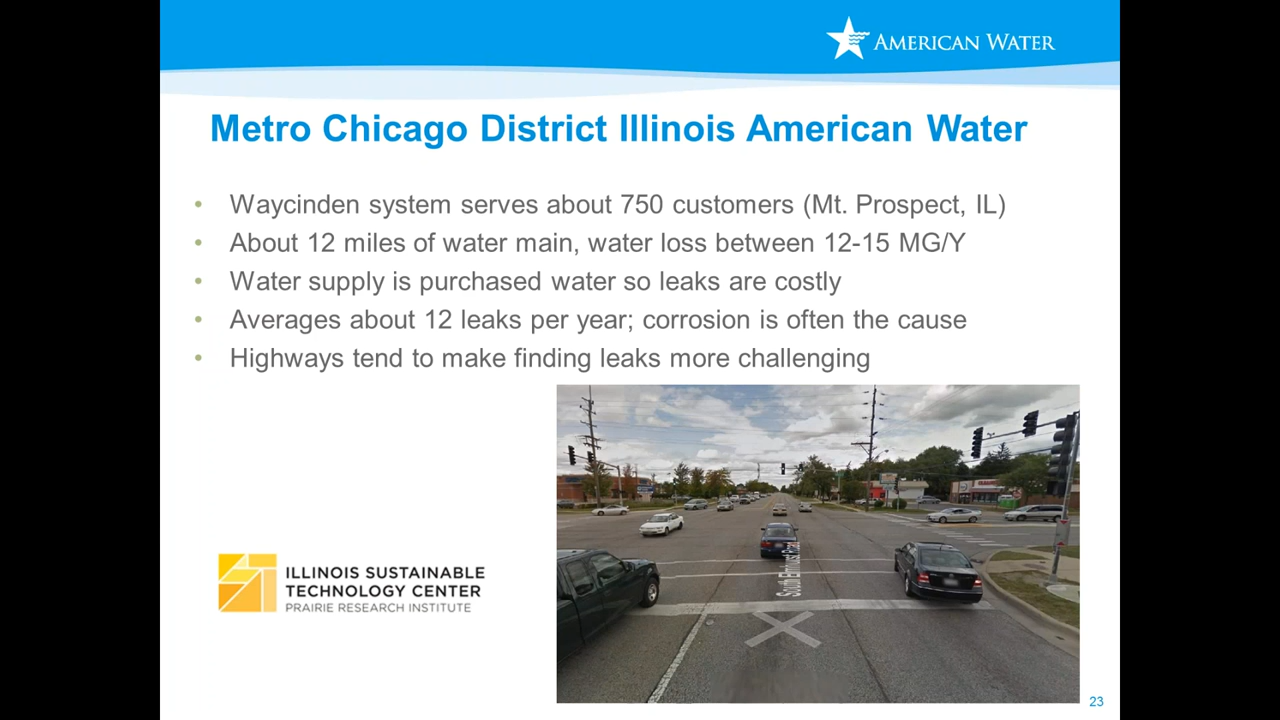 AMERICAN WATER
Metro Chicago District Illinois American Water
• Waycinden system serves about 750 customers (Mt. Prospect, IL)
• About 12 miles of water main, water loss between 12-15 MG/Y
• Water supply is purchased water so leaks are costly
• Averages about 12 leaks per year; corrosion is often the cause
• Highways tend to make finding leaks more challenging
South Elmhurst Road
ILLINOIS SUSTAINABLE
TECHNOLOGY CENTER
PRAIRIE RESEARCH INSTITUTE
23